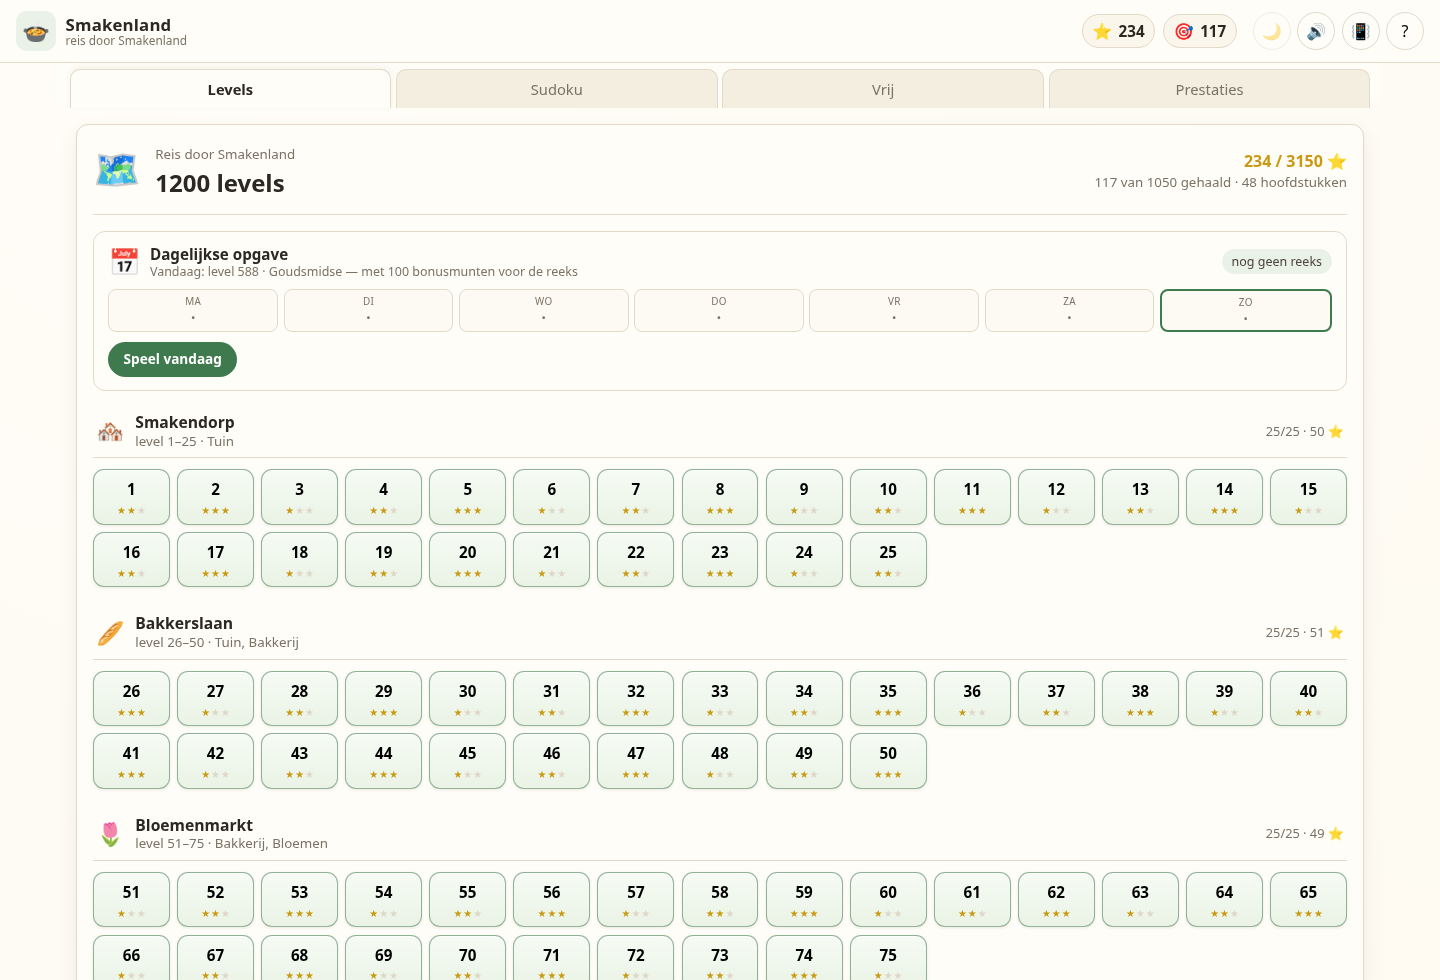 Smakenland
reis door Smakenland
⭐ 234
🎯 117
?
Levels
Sudoku
Vrij
Prestaties
Reis door Smakenland
1200 levels
234 / 3150 ⭐
117 van 1050 gehaald · 48 hoofdstukken
July
17
Dagelijkse opgave
Vandaag: level 588 · Goudsmidse — met 100 bonusmunten voor de reeks
nog geen reeks
MA DI WO DO VR ZA ZO
• • • • • • •
Speel vandaag
Smakendorp
level 1–25 · Tuin
25/25 · 50 ⭐
1 2 3 4 5 6 7 8 9 10 11 12 13 14 15
16 17 18 19 20 21 22 23 24 25
Bakkerslaan
level 26–50 · Tuin, Bakkerij
25/25 · 51 ⭐
26 27 28 29 30 31 32 33 34 35 36 37 38 39 40
41 42 43 44 45 46 47 48 49 50
Bloemenmarkt
level 51–75 · Bakkerij, Bloemen
25/25 · 49 ⭐
51 52 53 54 55 56 57 58 59 60 61 62 63 64 65
66 67 68 69 70 71 72 73 74 75